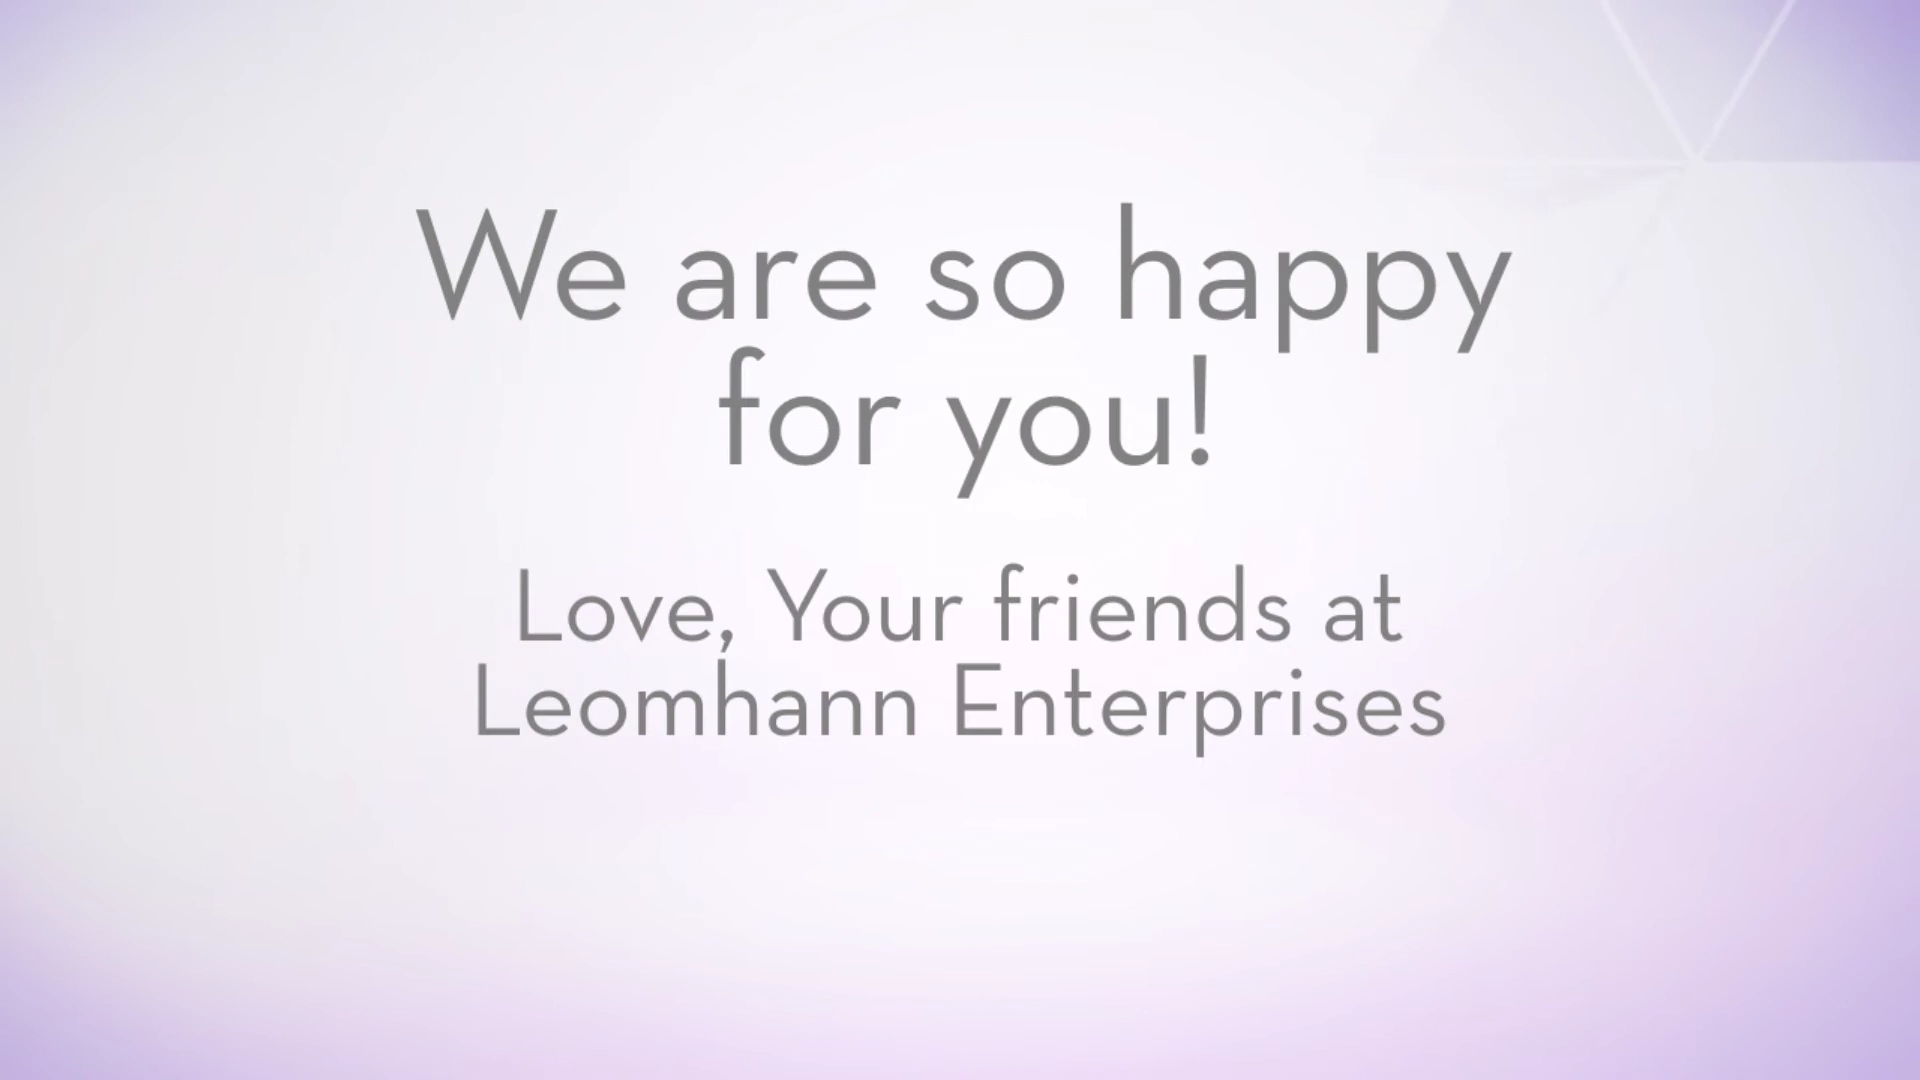 We are so happy
for you!
Love, Your friends at
Leomhann Enterprises